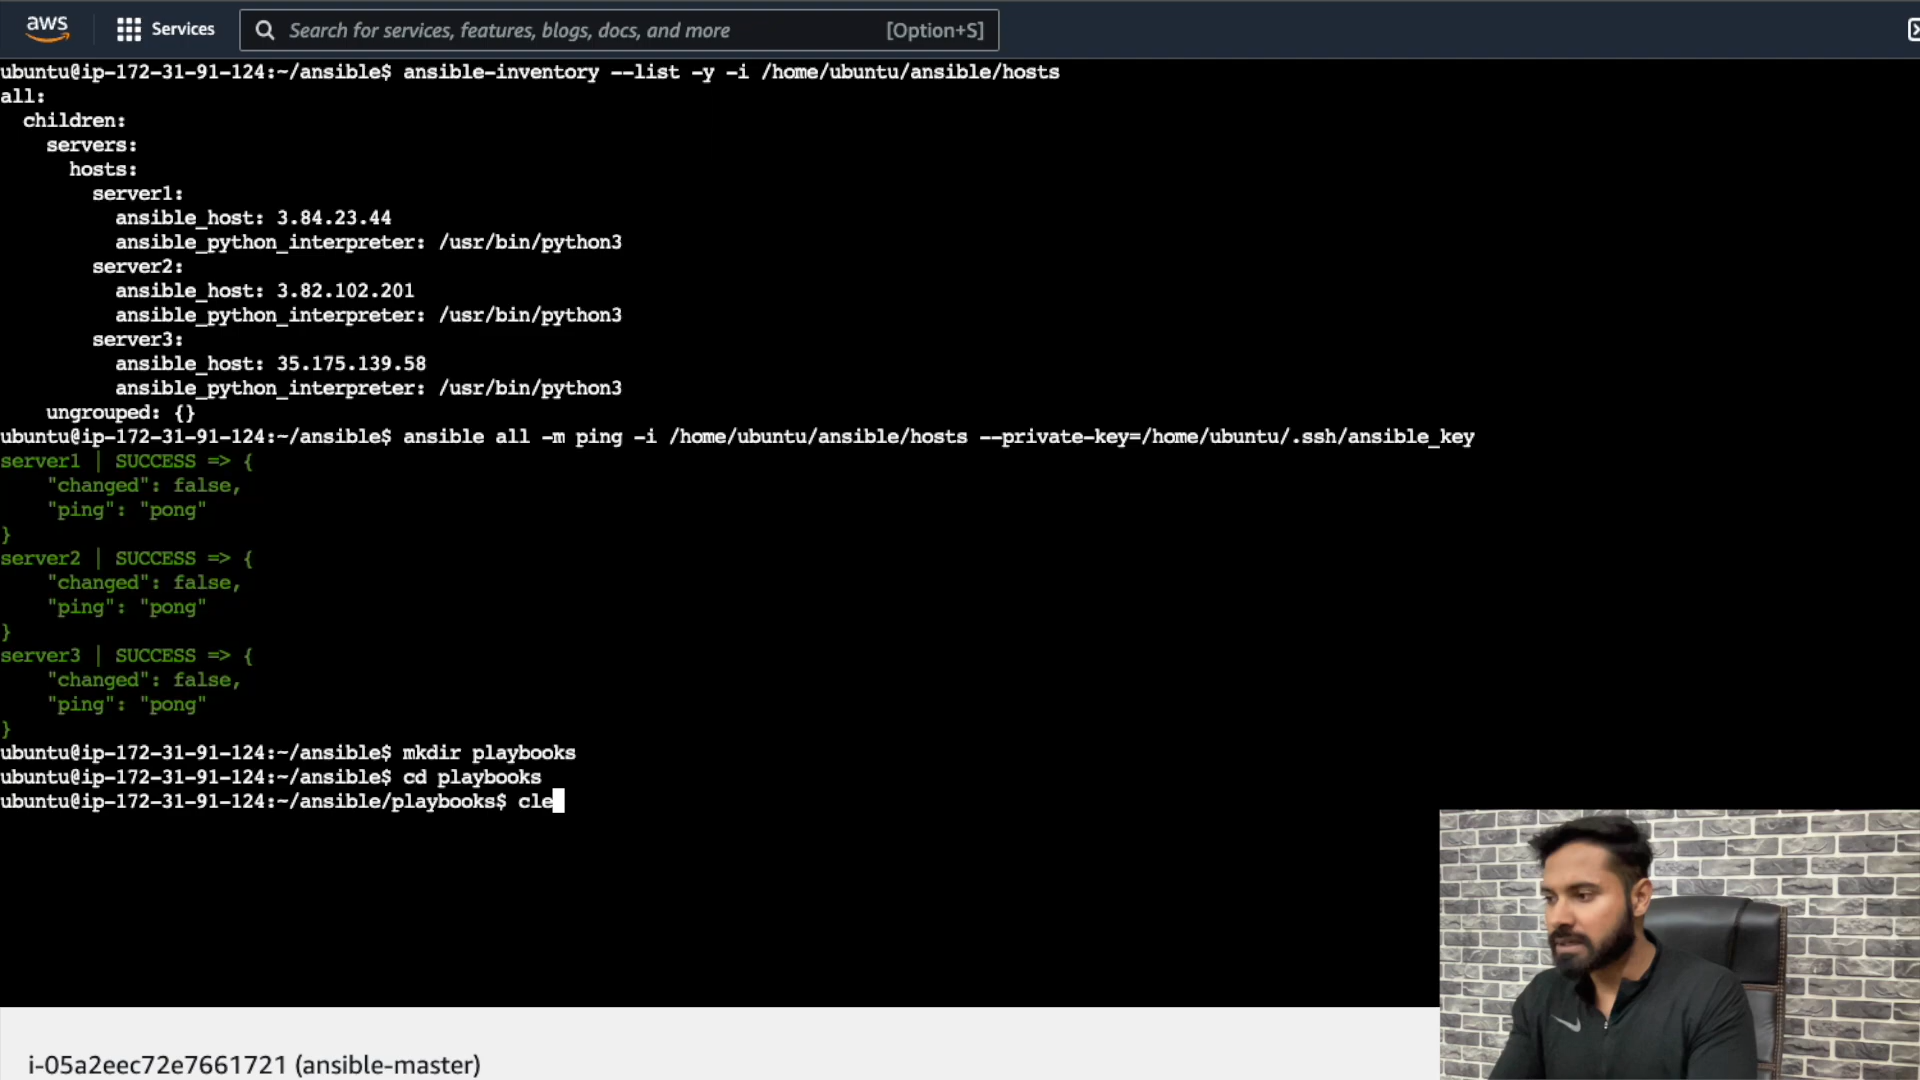 aws
Services
Search for services, features, blogs, docs, and more
[Option+S]
ubuntu@ip-172-31-91-124:~/ansible$ ansible-inventory --list -y -i /home/ubuntu/ansible/hosts
all:
  children:
    servers:
      hosts:
        server1:
          ansible_host: 3.84.23.44
          ansible_python_interpreter: /usr/bin/python3
        server2:
          ansible_host: 3.82.102.201
          ansible_python_interpreter: /usr/bin/python3
        server3:
          ansible_host: 35.175.139.58
          ansible_python_interpreter: /usr/bin/python3
    ungrouped: {}
ubuntu@ip-172-31-91-124:~/ansible$ ansible all -m ping -i /home/ubuntu/ansible/hosts --private-key=/home/ubuntu/.ssh/ansible_key
server1 | SUCCESS => {
    "changed": false,
    "ping": "pong"
}
server2 | SUCCESS => {
    "changed": false,
    "ping": "pong"
}
server3 | SUCCESS => {
    "changed": false,
    "ping": "pong"
}
ubuntu@ip-172-31-91-124:~/ansible$ mkdir playbooks
ubuntu@ip-172-31-91-124:~/ansible$ cd playbooks
ubuntu@ip-172-31-91-124:~/ansible/playbooks$ cle
i-05a2eec72e7661721 (ansible-master)